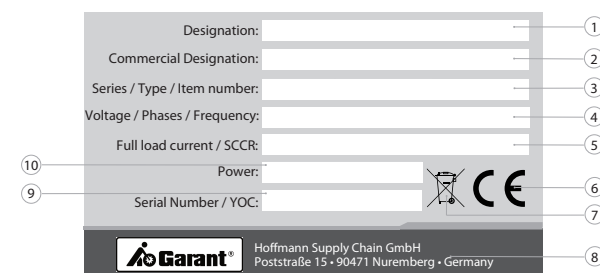 Designation: 1
Commercial Designation: 2
Series / Type / Item number: 3
Voltage / Phases / Frequency: 4
Full load current / SCCR: 5
10 Power:
9 Serial Number / YOC:
CE 6
7
Garant®
Hoffmann Supply Chain GmbH 8
Poststraße 15 • 90471 Nuremberg • Germany